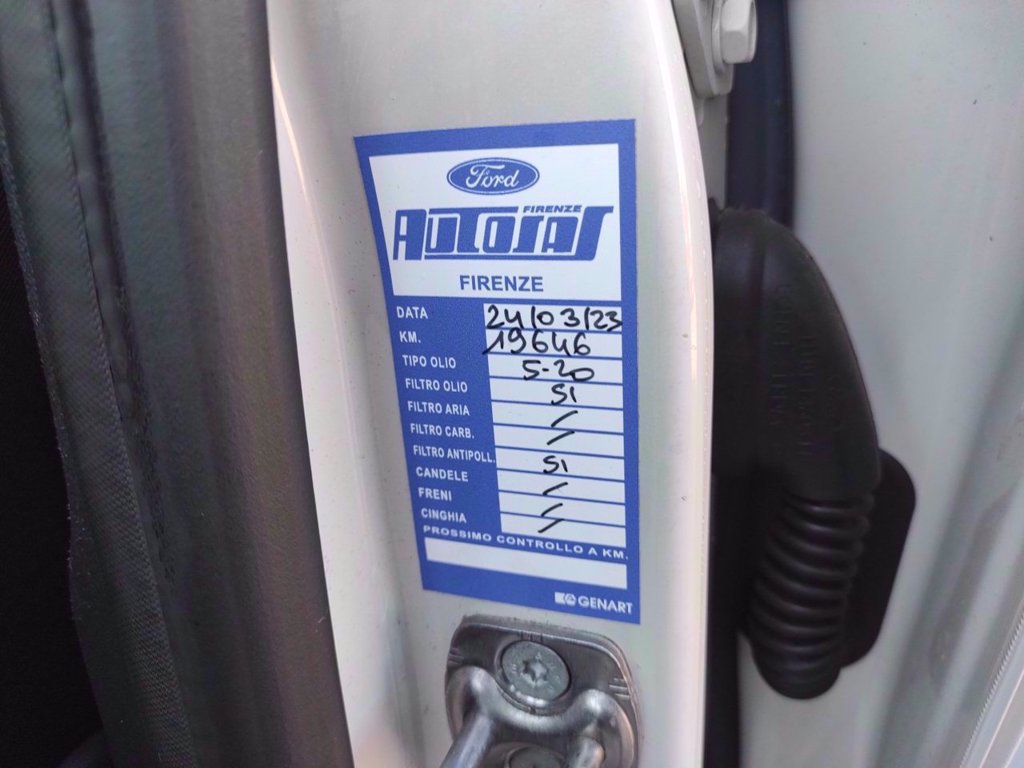 Ford
FIRENZE
AUTOSAS
FIRENZE
DATA 24/03/23
KM. 19646
TIPO OLIO 5-20
FILTRO OLIO SI
FILTRO ARIA /
FILTRO CARB. /
FILTRO ANTIPOLL. SI
CANDELE /
FRENI /
CINGHIA
PROSSIMO CONTROLLO A KM.
GENART